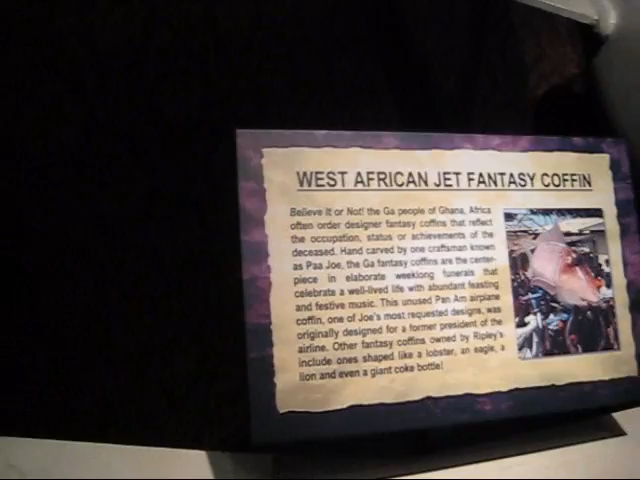 WEST AFRICAN JET FANTASY COFFIN
Believe It or Not! the Ga people of Ghana, Africa
often order designer fantasy coffins that reflect
the occupation, status or achievements of the
deceased. Hand carved by one craftsman known
as Paa Joe, the Ga fantasy coffins are the center-
piece in elaborate weeklong funerals that
celebrate a well-lived life with abundant feasting
and festive music. This unused Pan Am airplane
coffin, one of Joe's most requested designs, was
originally designed for a former president of the
airline. Other fantasy coffins owned by Ripley's
include ones shaped like a lobster, an eagle, a
lion and even a giant coke bottle!